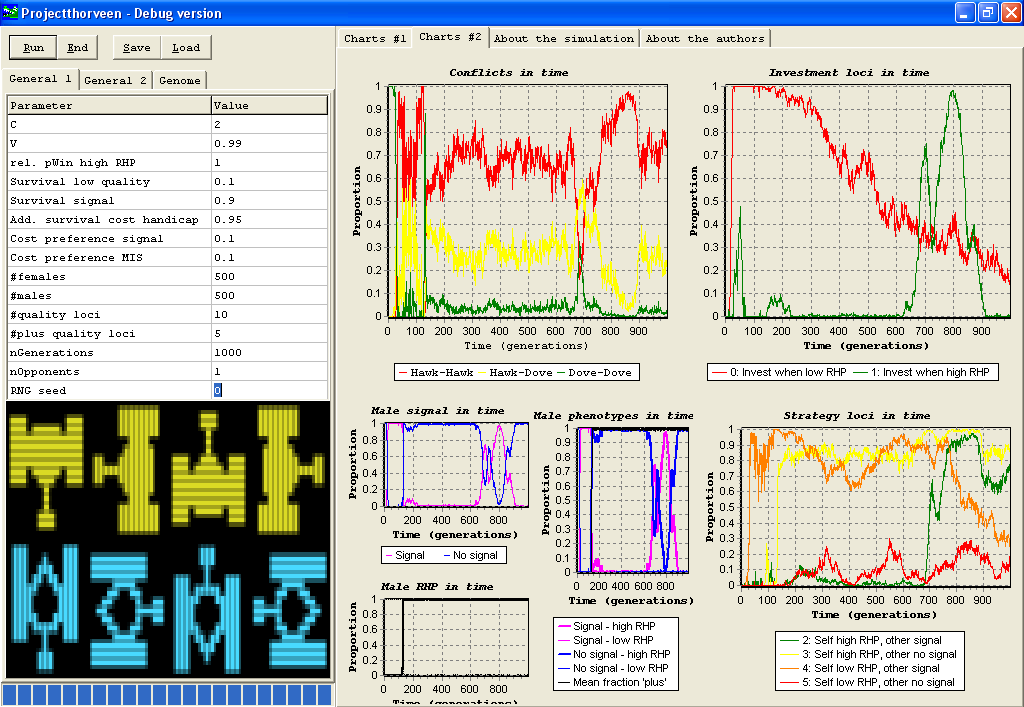 Projectthorveen - Debug version
Run End Save Load
General 1 General 2 Genome
Parameter Value
C 2
V 0.99
rel. pWin high RHP 1
Survival low quality 0.1
Survival signal 0.9
Add. survival cost handicap 0.95
Cost preference signal 0.1
Cost preference MIS 0.1
#females 500
#males 500
#quality loci 10
#plus quality loci 5
nGenerations 1000
nOpponents 1
RNG seed 0
Charts #1 Charts #2 About the simulation About the authors
Conflicts in time
Proportion
1
0.9
0.8
0.7
0.6
0.5
0.4
0.3
0.2
0.1
0
0 100 200 300 400 500 600 700 800 900
Time (generations)
Hawk-Hawk Hawk-Dove Dove-Dove
Investment loci in time
Proportion
1
0.9
0.8
0.7
0.6
0.5
0.4
0.3
0.2
0.1
0
0 100 200 300 400 500 600 700 800 900
Time (generations)
0: Invest when low RHP 1: Invest when high RHP
Male signal in time
Proportion
1
0.8
0.6
0.4
0.2
0
0 200 400 600 800
Time (generations)
Signal No signal
Male RHP in time
Proportion
1
0.8
0.6
0.4
0.2
0
0 200 400 600 800
Time (generations)
Male phenotypes in time
Proportion
1
0.9
0.8
0.7
0.6
0.5
0.4
0.3
0.2
0.1
0
0 200 400 600 800
Time (generations)
Signal - high RHP
Signal - low RHP
No signal - high RHP
No signal - low RHP
Mean fraction 'plus'
Strategy loci in time
Proportion
1
0.9
0.8
0.7
0.6
0.5
0.4
0.3
0.2
0.1
0
0 100 200 300 400 500 600 700 800 900
Time (generations)
2: Self high RHP, other signal
3: Self high RHP, other no signal
4: Self low RHP, other signal
5: Self low RHP, other no signal